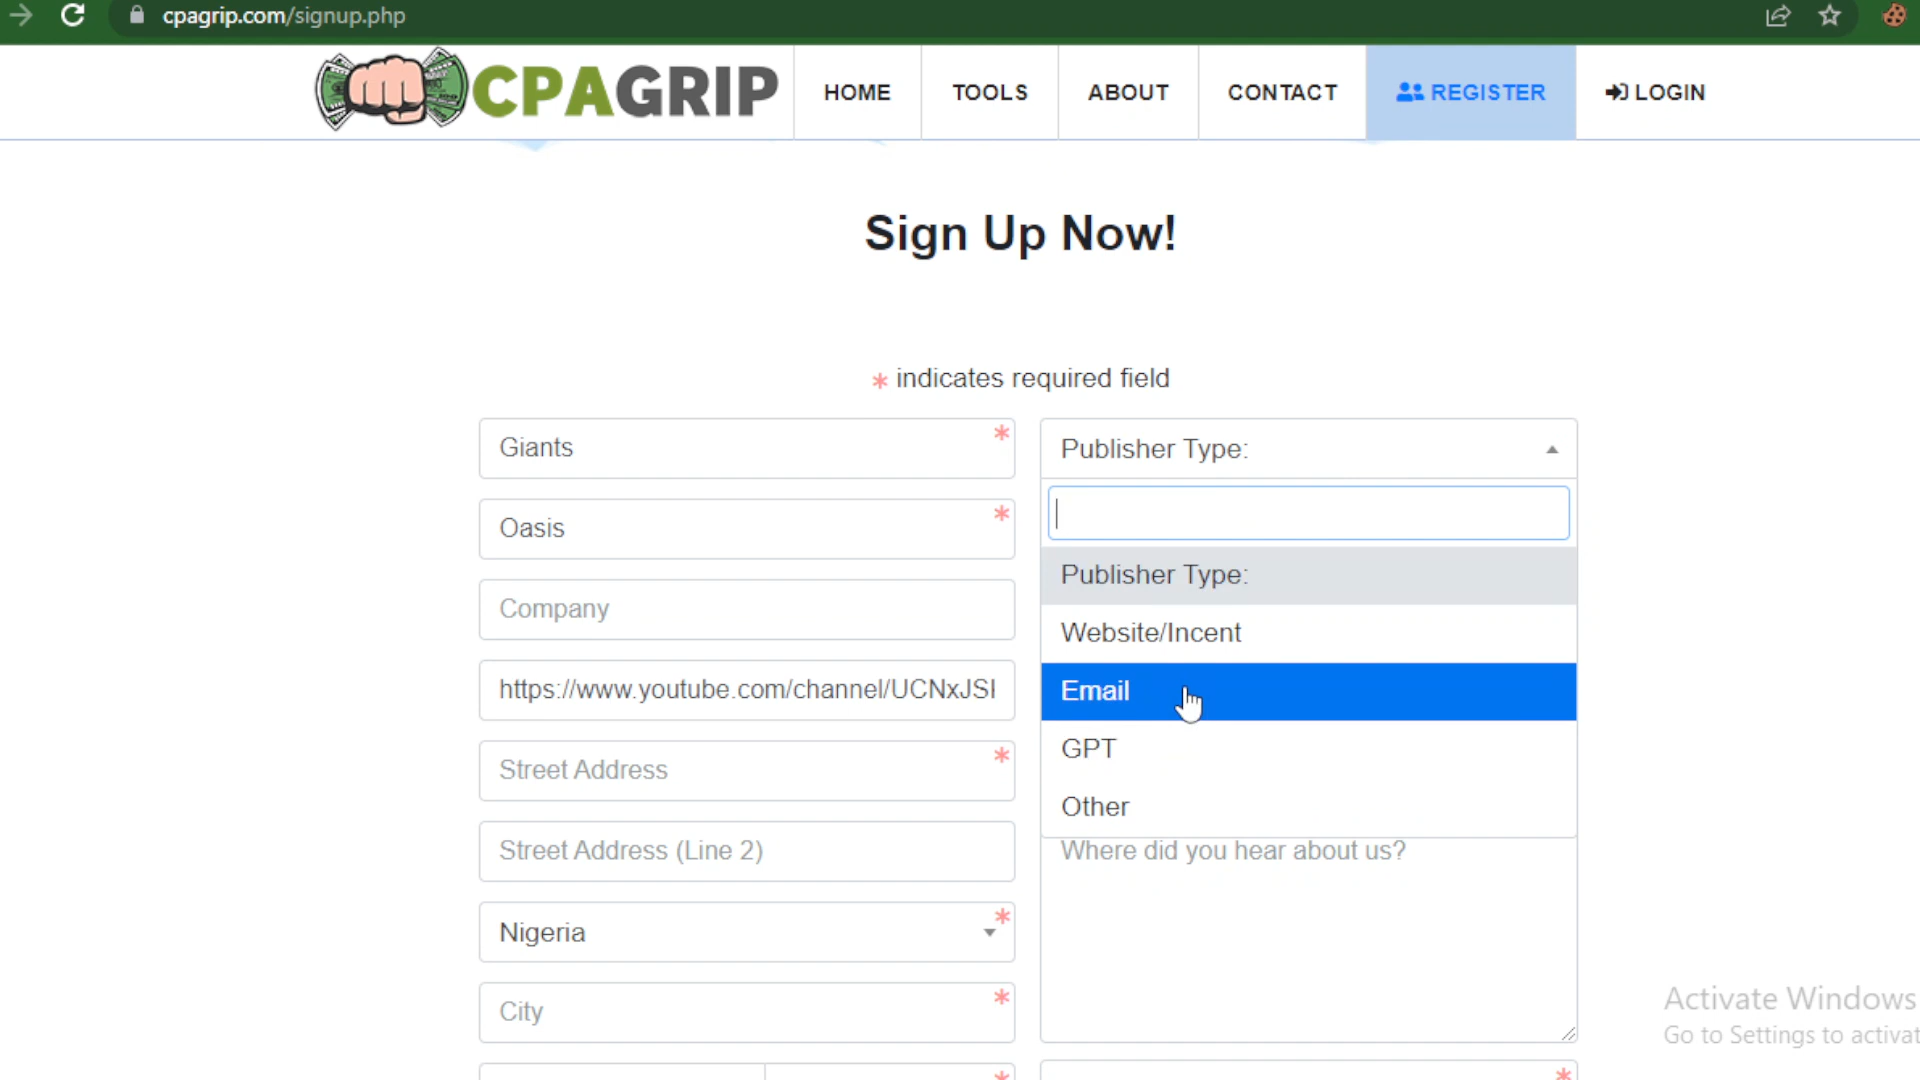 cpagrip.com/signup.php
CPAGRIP
HOME
TOOLS
ABOUT
CONTACT
REGISTER
LOGIN
Sign Up Now!
* indicates required field
Giants *
Oasis *
Company
https://www.youtube.com/channel/UCNxJSI
Street Address *
Street Address (Line 2)
Nigeria *
City *
*
Publisher Type:
Publisher Type:
Website/Incent
Email
GPT
Other
Where did you hear about us?
*
Activate Windows
Go to Settings to activat